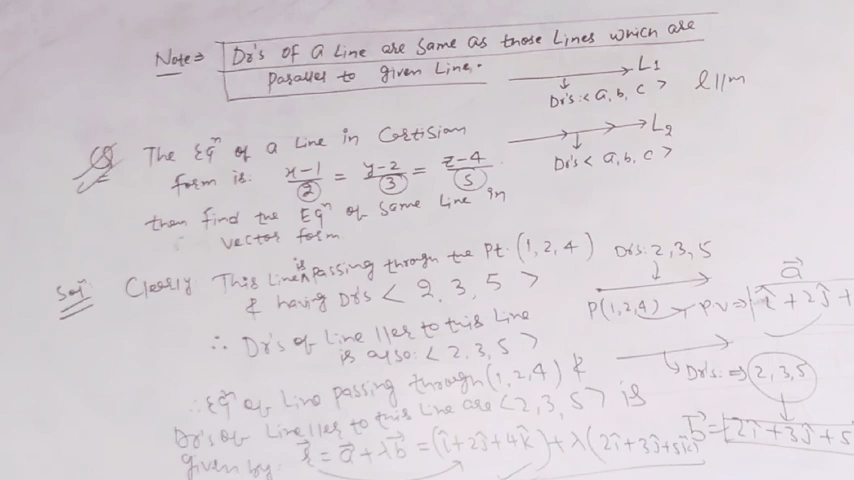 Note⇒ Dr's of a Line are same as those Lines which are
parallel to given Line.
→ L1
Dr's:< a, b, c >
l||m
→ L2
Dr's < a, b, c >
Q The Eqⁿ of a Line in Cartisian
form is. x-1/2 = y-2/3 = z-4/5
then find the Eqⁿ of same Line in
vector form
Solⁿ Clearly This Line is passing through the pt. (1, 2, 4)
& having Dr's < 2, 3, 5 >
∴ Dr's of Line ||er to this Line
is also: < 2, 3, 5 >
∴ Eqⁿ of Line passing through (1, 2, 4) &
Dr's of Line ||er to this Line are < 2, 3, 5 > is
given by: r⃗ = a⃗ + λb⃗ = (î+2ĵ+4k̂) + λ(2î+3ĵ+5k̂)
Drs: 2, 3, 5
P(1, 2, 4) → PV ⇒ î + 2ĵ +
a⃗
Dr's: ⇒ 2, 3, 5
b⃗ = 2î + 3ĵ + 5